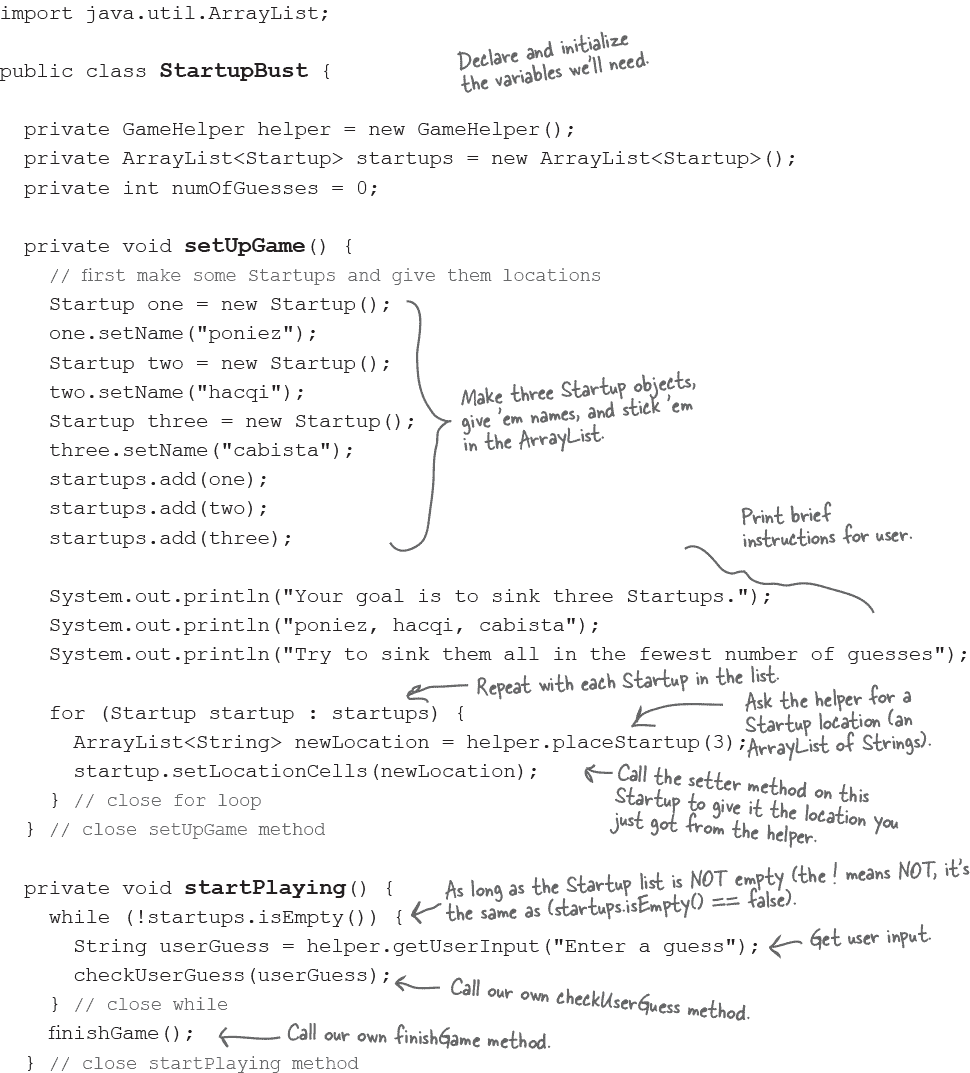 import java.util.ArrayList;
public class StartupBust {
Declare and initialize
the variables we'll need.
private GameHelper helper = new GameHelper();
private ArrayList<Startup> startups = new ArrayList<Startup>();
private int numOfGuesses = 0;
private void setUpGame() {
// first make some Startups and give them locations
Startup one = new Startup();
one.setName("poniez");
Startup two = new Startup();
two.setName("hacqi");
Startup three = new Startup();
three.setName("cabista");
startups.add(one);
startups.add(two);
startups.add(three);
Make three Startup objects,
give 'em names, and stick 'em
in the ArrayList.
Print brief
instructions for user.
System.out.println("Your goal is to sink three Startups.");
System.out.println("poniez, hacqi, cabista");
System.out.println("Try to sink them all in the fewest number of guesses");
Repeat with each Startup in the list.
for (Startup startup : startups) {
Ask the helper for a
Startup location (an
ArrayList of Strings).
ArrayList<String> newLocation = helper.placeStartup(3);
startup.setLocationCells(newLocation);
Call the setter method on this
Startup to give it the location you
just got from the helper.
} // close for loop
} // close setUpGame method
private void startPlaying() {
As long as the Startup list is NOT empty (the ! means NOT, it's
the same as (startups.isEmpty() == false).
while (!startups.isEmpty()) {
String userGuess = helper.getUserInput("Enter a guess");
Get user input.
checkUserGuess(userGuess);
Call our own checkUserGuess method.
} // close while
finishGame();
Call our own finishGame method.
} // close startPlaying method